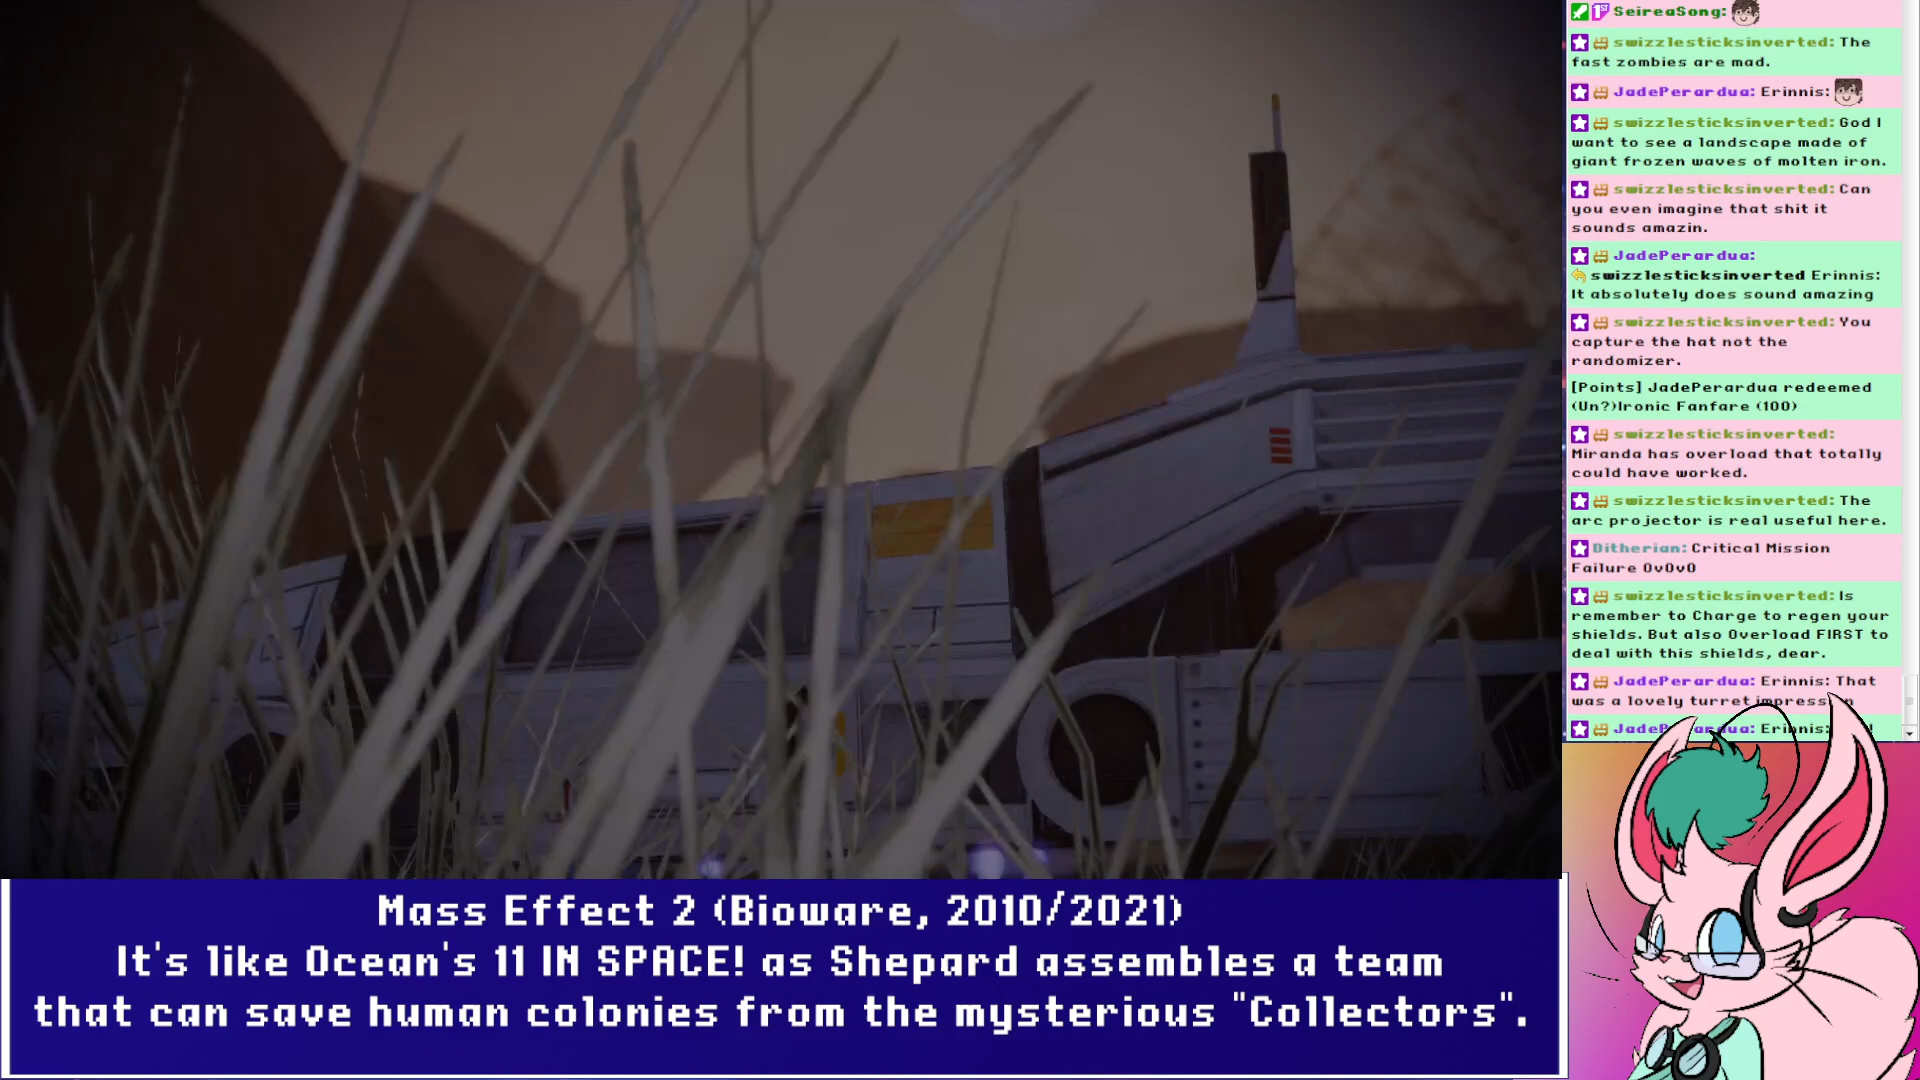 SeireaSong:
swizzlesticksinverted: The
fast zombies are mad.
JadePerardua: Erinnis:
swizzlesticksinverted: God I
want to see a landscape made of
giant frozen waves of molten iron.
swizzlesticksinverted: Can
you even imagine that shit it
sounds amazin.
JadePerardua:
swizzlesticksinverted Erinnis:
It absolutely does sound amazing
swizzlesticksinverted: You
capture the hat not the
randomizer.
[Points] JadePerardua redeemed
(Un?)Ironic Fanfare (100)
swizzlesticksinverted:
Miranda has overload that totally
could have worked.
swizzlesticksinverted: The
arc projector is real useful here.
Ditherian: Critical Mission
Failure OvOvO
swizzlesticksinverted: Is
remember to Charge to regen your
shields. But also Overload FIRST to
deal with this shields, dear.
JadePerardua: Erinnis: That
was a lovely turret
JadePerardua: Erinnis:
Mass Effect 2 (Bioware, 2010/2021)
It's like Ocean's 11 IN SPACE! as Shepard assembles a team
that can save human colonies from the mysterious "Collectors".